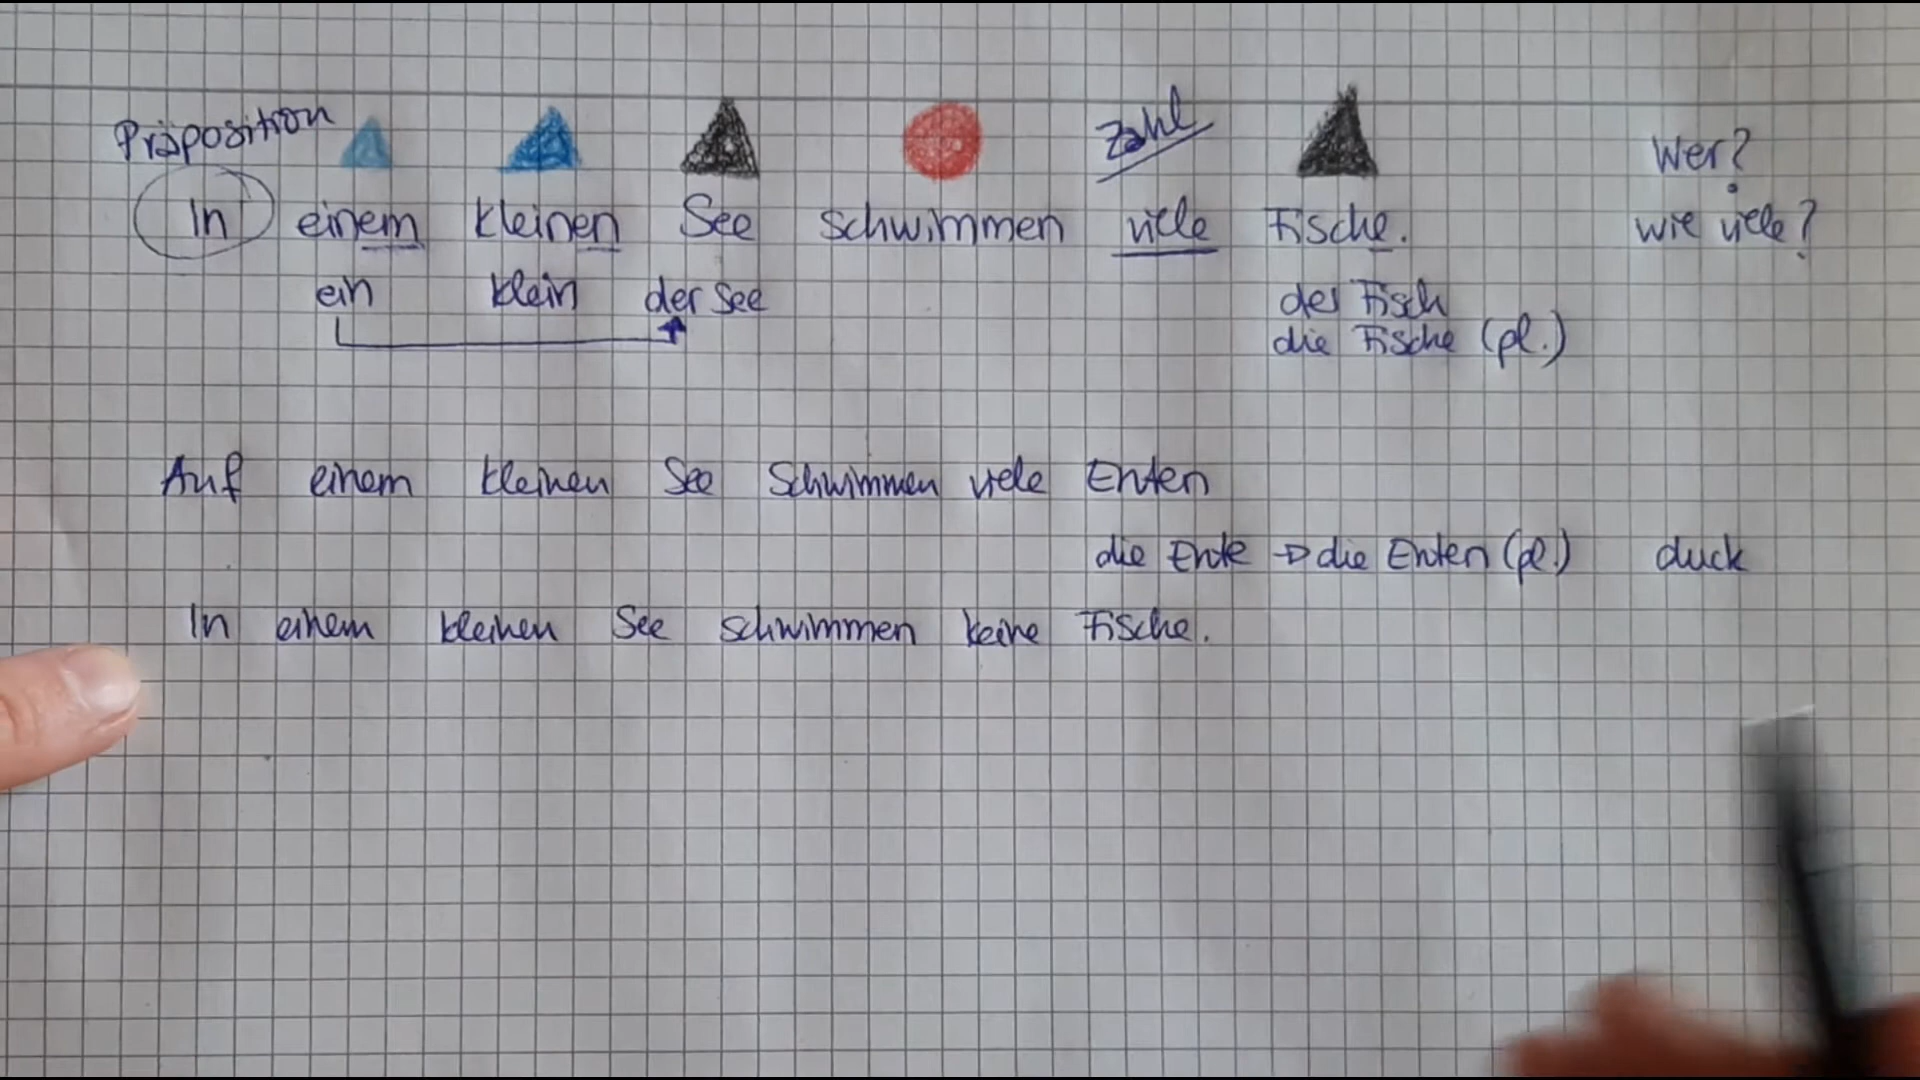 Präposition Zahl Wer?
In einem kleinen See schwimmen viele Fische. wie viele?
ein klein der See der Fisch
die Fische (pl.)
Auf einem kleinen See schwimmen viele Enten
die Ente → die Enten (pl.) duck
In einem kleinen See schwimmen keine Fische.